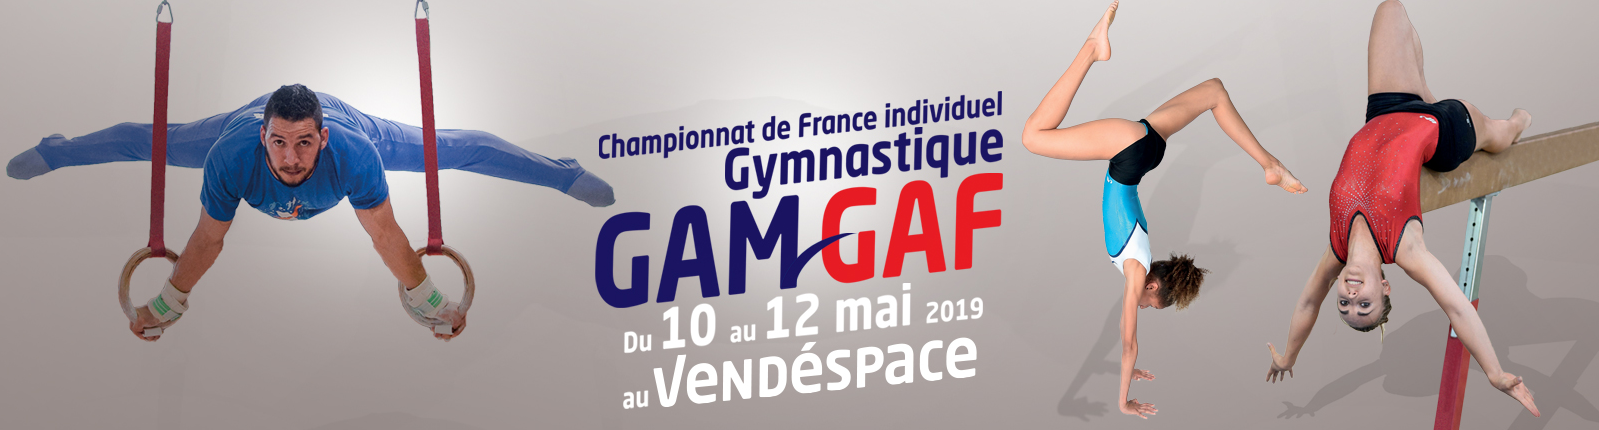 Championnat de France individuel
Gymnastique
GAM GAF
Du 10 au 12 mai 2019
au VENDÉSPACE